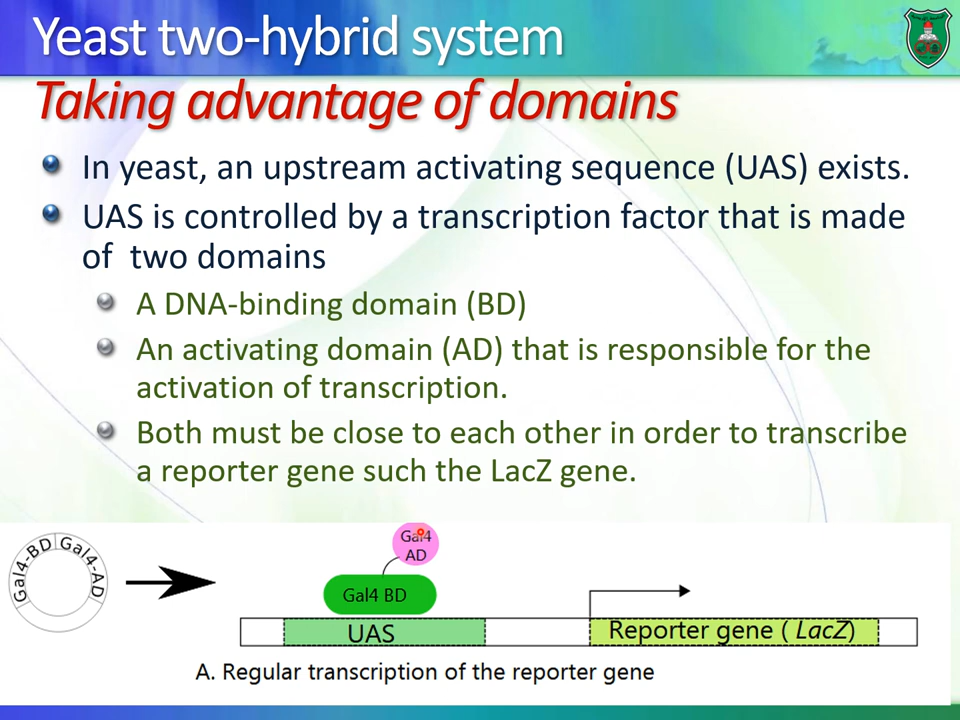 Yeast two-hybrid system
Taking advantage of domains
In yeast, an upstream activating sequence (UAS) exists.
UAS is controlled by a transcription factor that is made
of two domains
A DNA-binding domain (BD)
An activating domain (AD) that is responsible for the
activation of transcription.
Both must be close to each other in order to transcribe
a reporter gene such the LacZ gene.
Gal4-BD Gal4-AD
Gal4
AD
Gal4 BD
UAS
Reporter gene ( LacZ)
A. Regular transcription of the reporter gene